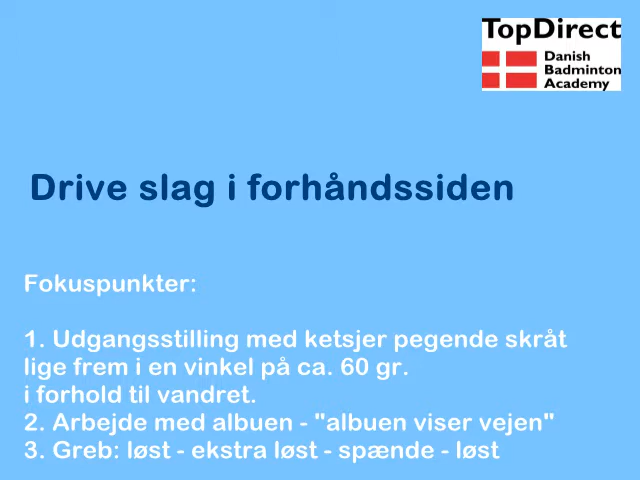 TopDirect
Danish
Badminton
Academy
Drive slag i forhåndssiden
Fokuspunkter:
1. Udgangsstilling med ketsjer pegende skråt
lige frem i en vinkel på ca. 60 gr.
i forhold til vandret.
2. Arbejde med albuen - "albuen viser vejen"
3. Greb: løst - ekstra løst - spænde - løst